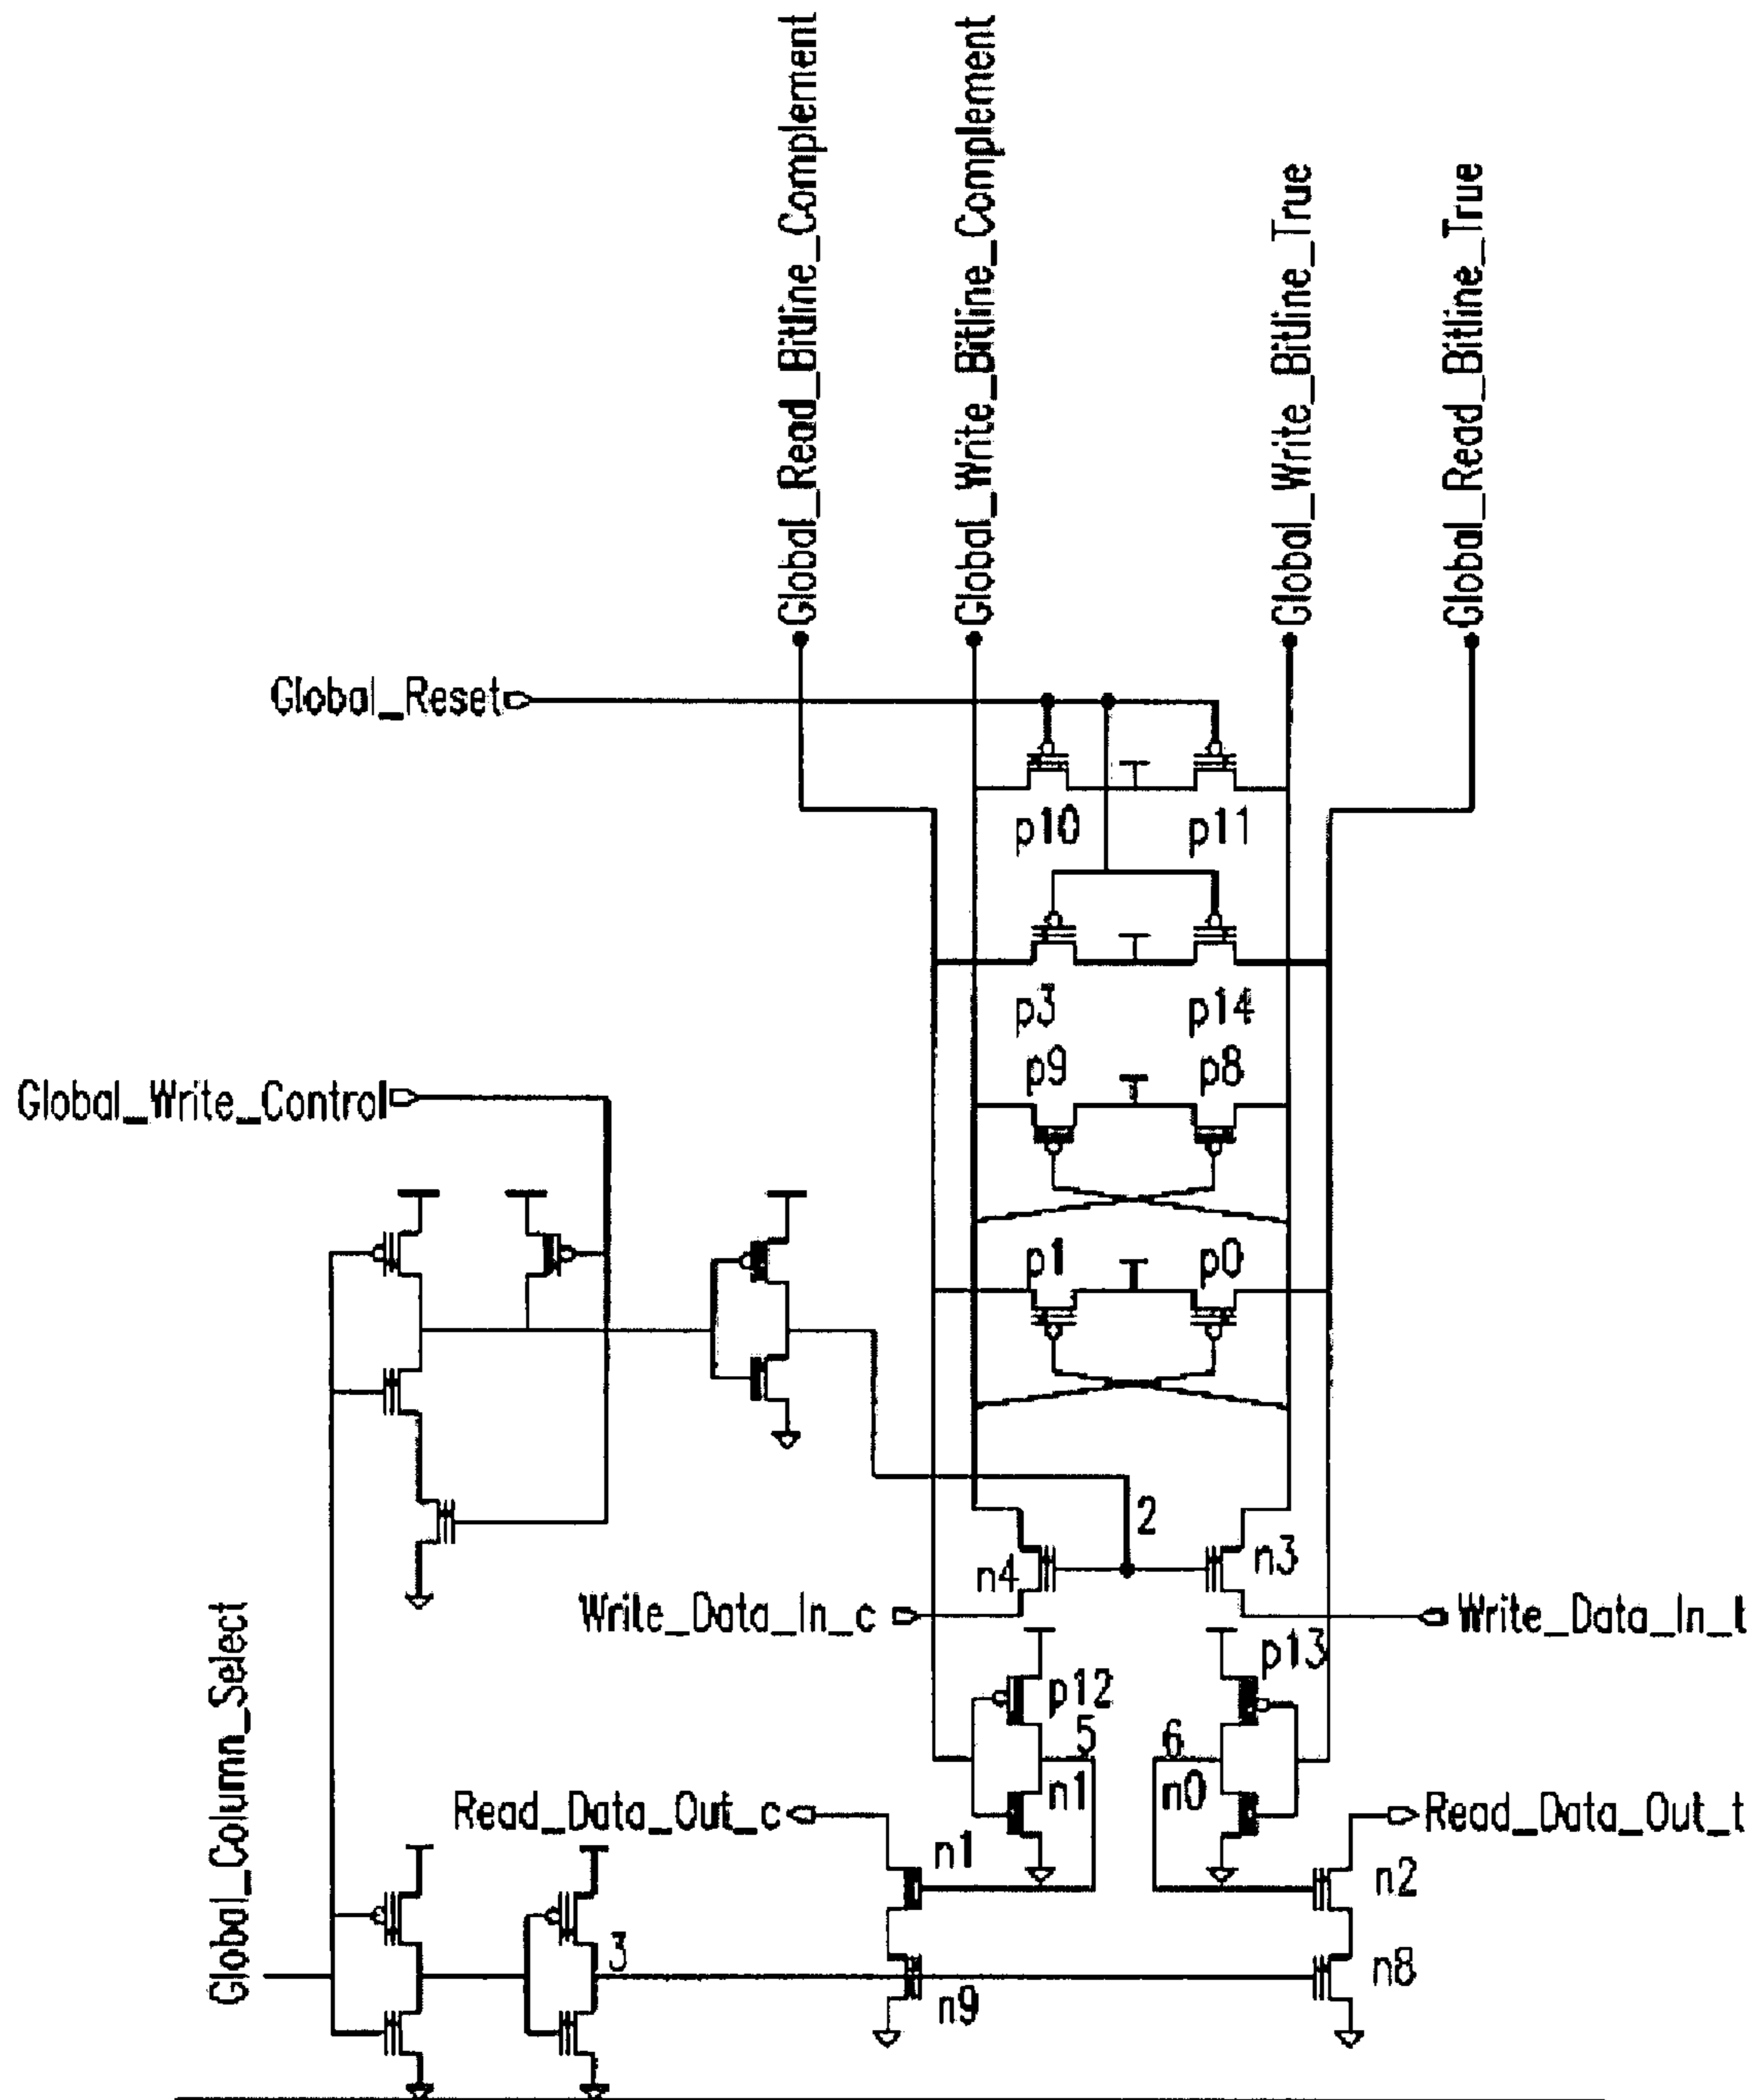 Global_Read_Bitline_Complement
Global_Write_Bitline_Complement
Global_Write_Bitline_True
Global_Read_Bitline_True
Global_Reset
p10
p11
p3
p14
p9
p8
Global_Write_Control
p1
p0
2
n4
n3
Write_Data_In_c
Write_Data_In_t
p13
p12
5
6
n1
n0
Global_Column_Select
Read_Data_Out_c
Read_Data_Out_t
n1
n2
3
n8
n9